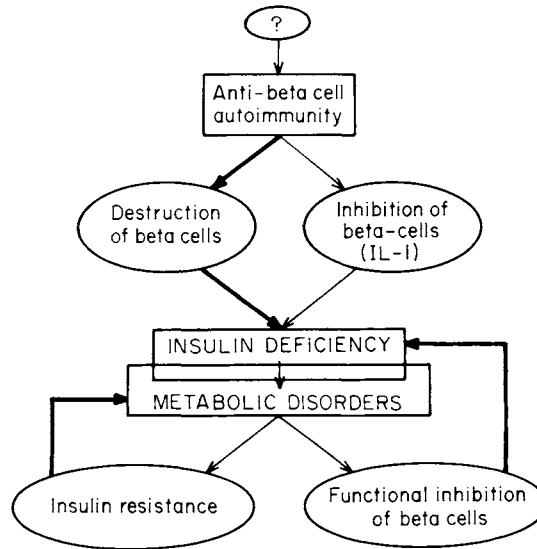 ?
Anti-beta cell
autoimmunity
Destruction
of beta cells
Inhibition of
beta-cells
(IL-1)
INSULIN DEFICIENCY
METABOLIC DISORDERS
Insulin resistance
Functional inhibition
of beta cells